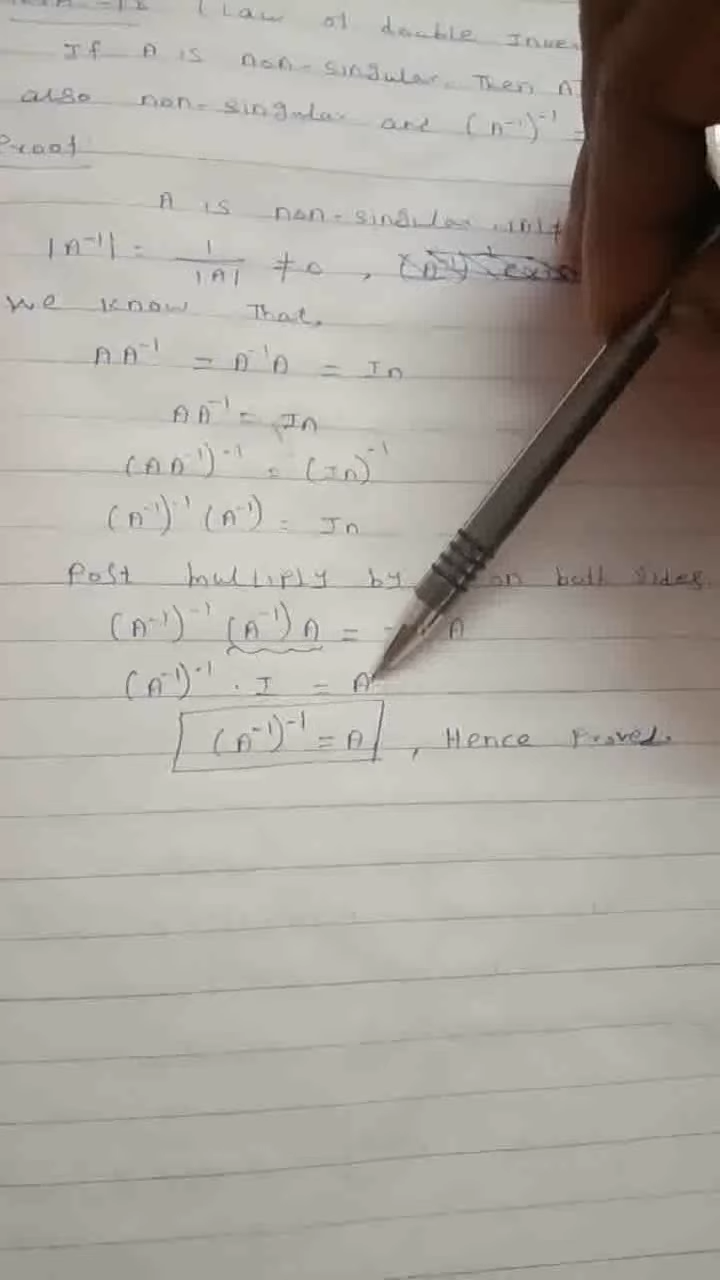 (Law of double Inve
If A is non-singular. Then A
also non-singular and (A⁻¹)⁻¹ =
Proof
A is non-singular. |A| ≠
|A⁻¹| = 1/|A| ≠ 0,
We know That,
AA⁻¹ = A⁻¹A = In
AA⁻¹ = In
(AA⁻¹)⁻¹ = (In)⁻¹
(A⁻¹)⁻¹ (A⁻¹) = In
Post multiply by on both sides.
(A⁻¹)⁻¹ (A⁻¹) A = A
(A⁻¹)⁻¹ . I = A
(A⁻¹)⁻¹ = A , Hence Proved.